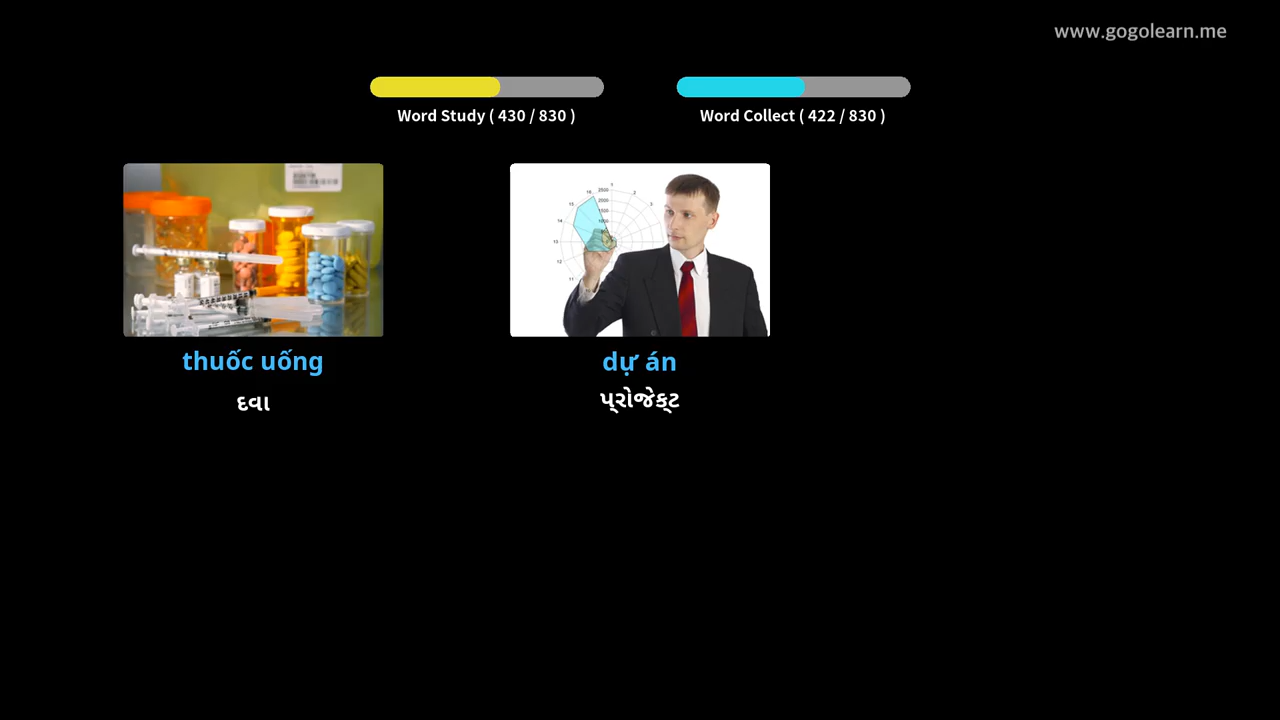 www.gogolearn.me
Word Study ( 430 / 830 )
Word Collect ( 422 / 830 )
thuốc uống
દવા
dự án
પ્રોજેક્ટ